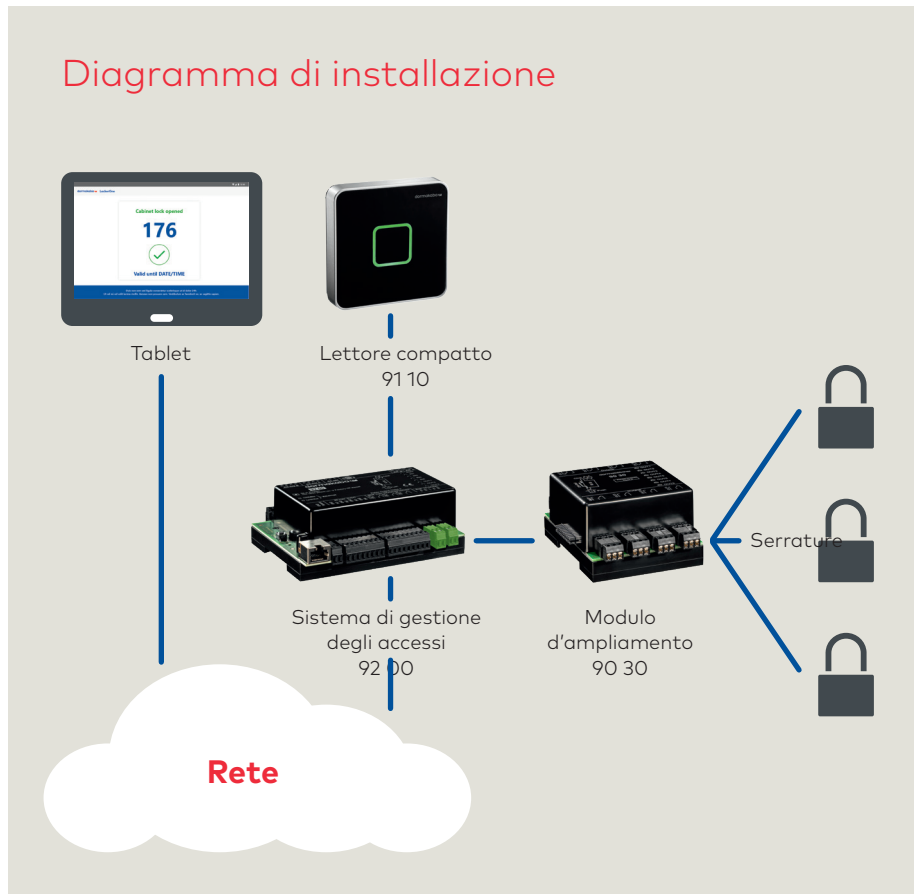 Diagramma di installazione
Cabinet lock opened
176
Valid until DATE/TIME
Tablet
Lettore compatto
91 10
Serrature
Sistema di gestione
degli accessi
92 00
Modulo
d'ampliamento
90 30
Rete